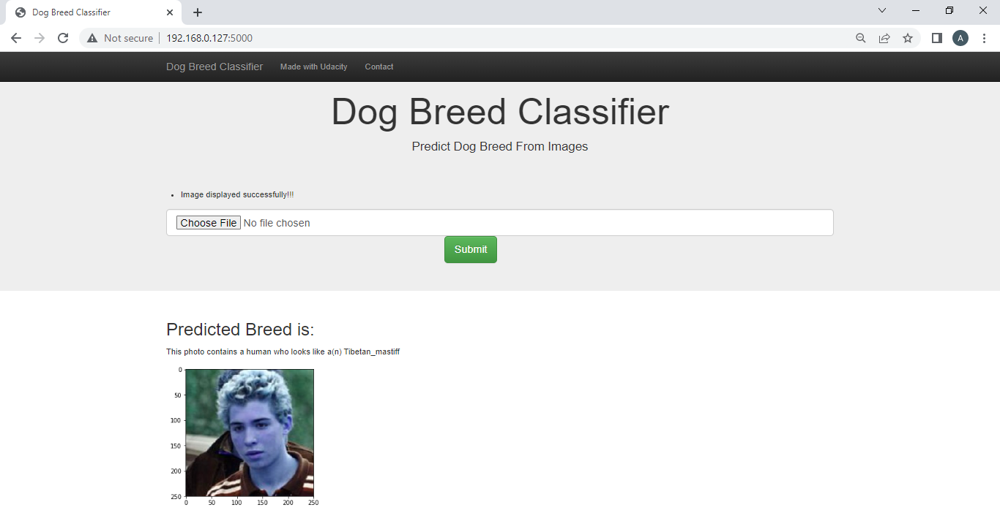 Dog Breed Classifier
Not secure 192.168.0.127:5000
A
Dog Breed Classifier Made with Udacity Contact
Dog Breed Classifier
Predict Dog Breed From Images
Image displayed successfully!!!
Choose File No file chosen
Submit
Predicted Breed is:
This photo contains a human who looks like a(n) Tibetan_mastiff
0
50
100
150
200
250
0 50 100 150 200 250